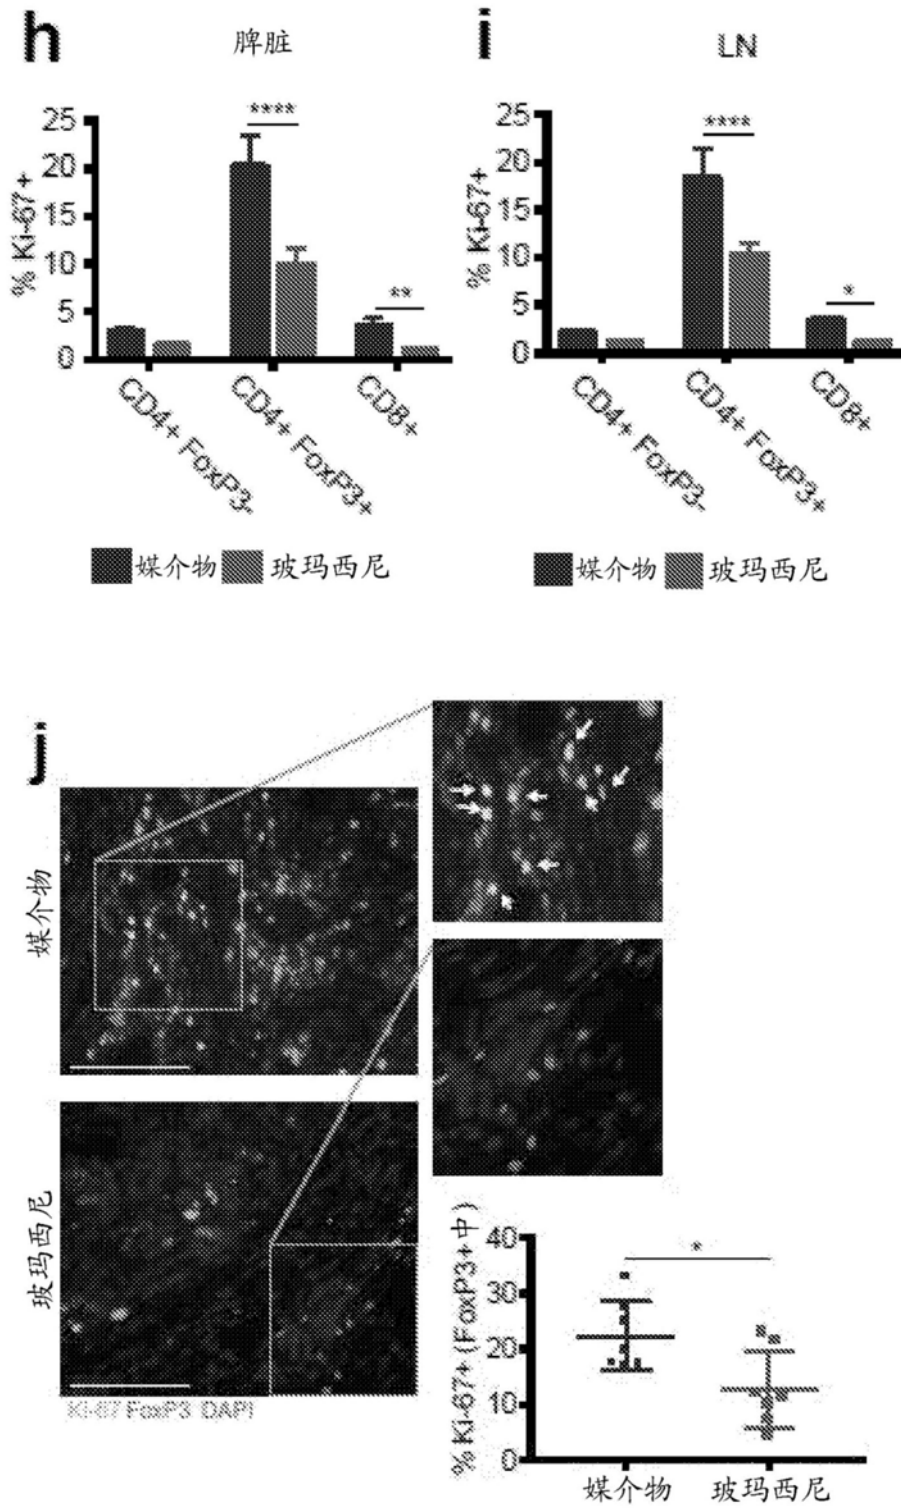 h
脾脏
% Ki-67+
25
20
15
10
5
0
****
**
CD4+ FoxP3-
CD4+ FoxP3+
CD8+
媒介物 玻玛西尼
i
LN
% Ki-67+
25
20
15
10
5
0
****
*
CD4+ FoxP3-
CD4+ FoxP3+
CD8+
媒介物 玻玛西尼
j
媒介物
玻玛西尼
Ki-67 FoxP3 DAPI
% Ki-67+ (FoxP3+中)
40
30
20
10
0
*
媒介物 玻玛西尼